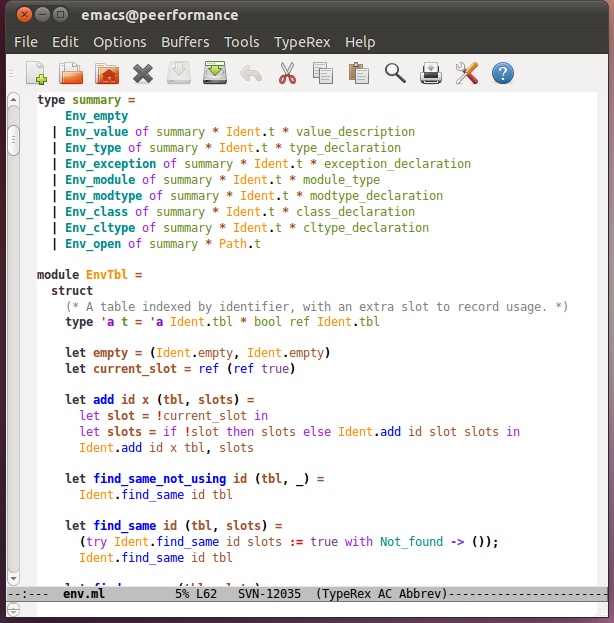 emacs@peerformance
File Edit Options Buffers Tools TypeRex Help
type summary =
    Env_empty
  | Env_value of summary * Ident.t * value_description
  | Env_type of summary * Ident.t * type_declaration
  | Env_exception of summary * Ident.t * exception_declaration
  | Env_module of summary * Ident.t * module_type
  | Env_modtype of summary * Ident.t * modtype_declaration
  | Env_class of summary * Ident.t * class_declaration
  | Env_cltype of summary * Ident.t * cltype_declaration
  | Env_open of summary * Path.t
module EnvTbl =
  struct
    (* A table indexed by identifier, with an extra slot to record usage. *)
    type 'a t = 'a Ident.tbl * bool ref Ident.tbl
    let empty = (Ident.empty, Ident.empty)
    let current_slot = ref (ref true)
    let add id x (tbl, slots) =
      let slot = !current_slot in
      let slots = if !slot then slots else Ident.add id slot slots in
      Ident.add id x tbl, slots
    let find_same_not_using id (tbl, _) =
      Ident.find_same id tbl
    let find_same id (tbl, slots) =
      (try Ident.find_same id slots := true with Not_found -> ());
      Ident.find_same id tbl
--:--- env.ml 5% L62 SVN-12035 (TypeRex AC Abbrev)-----------------------